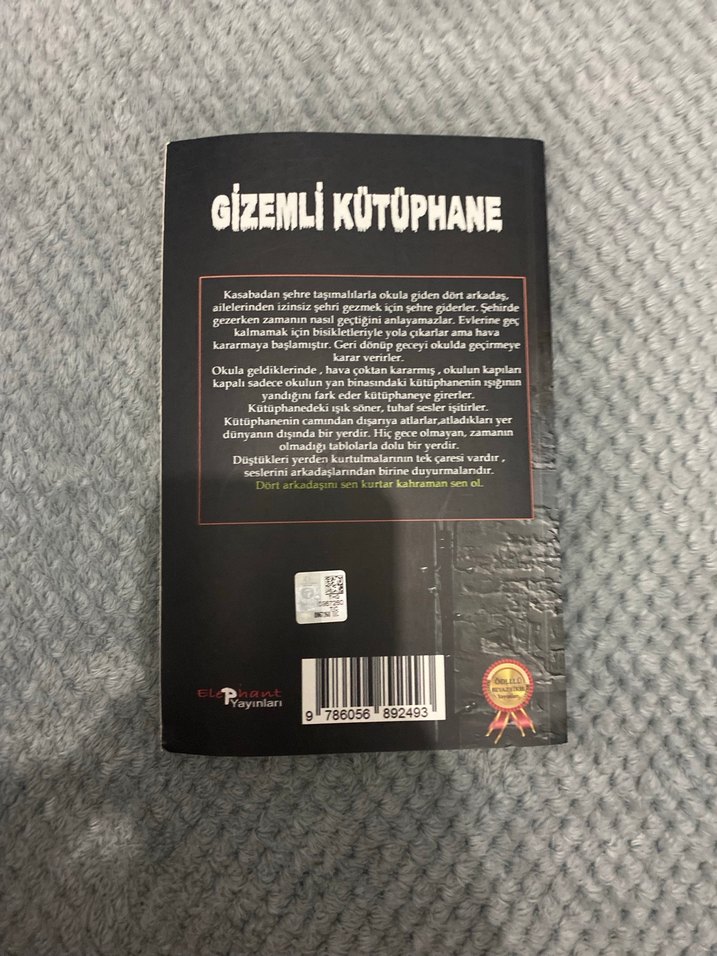 GİZEMLİ KÜTÜPHANE
Kasabadan şehre taşımalılarla okula giden dört arkadaş,
ailelerinden izinsiz şehri gezmek için şehre giderler. Şehirde
gezerken zamanın nasıl geçtiğini anlayamazlar. Evlerine geç
kalmamak için bisikletleriyle yola çıkarlar ama hava
kararmaya başlamıştır. Geri dönüp geceyi okulda geçirmeye
karar verirler.
Okula geldiklerinde , hava çoktan kararmış , okulun kapıları
kapalı sadece okulun yan binasındaki kütüphanenin ışığının
yandığını fark eder kütüphaneye girerler.
Kütüphanedeki ışık söner, tuhaf sesler işitirler.
Kütüphanenin camından dışarıya atlarlar,atladıkları yer
dünyanın dışında bir yerdir. Hiç gece olmayan, zamanın
olmadığı tablolarla dolu bir yerdir.
Düştükleri yerden kurtulmalarının tek çaresi vardır ,
seslerini arkadaşlarından birine duyurmalarıdır.
Dört arkadaşını sen kurtar kahraman sen ol.
Elephant
Yayınları
9 786056 892493
ÖDÜLLÜ